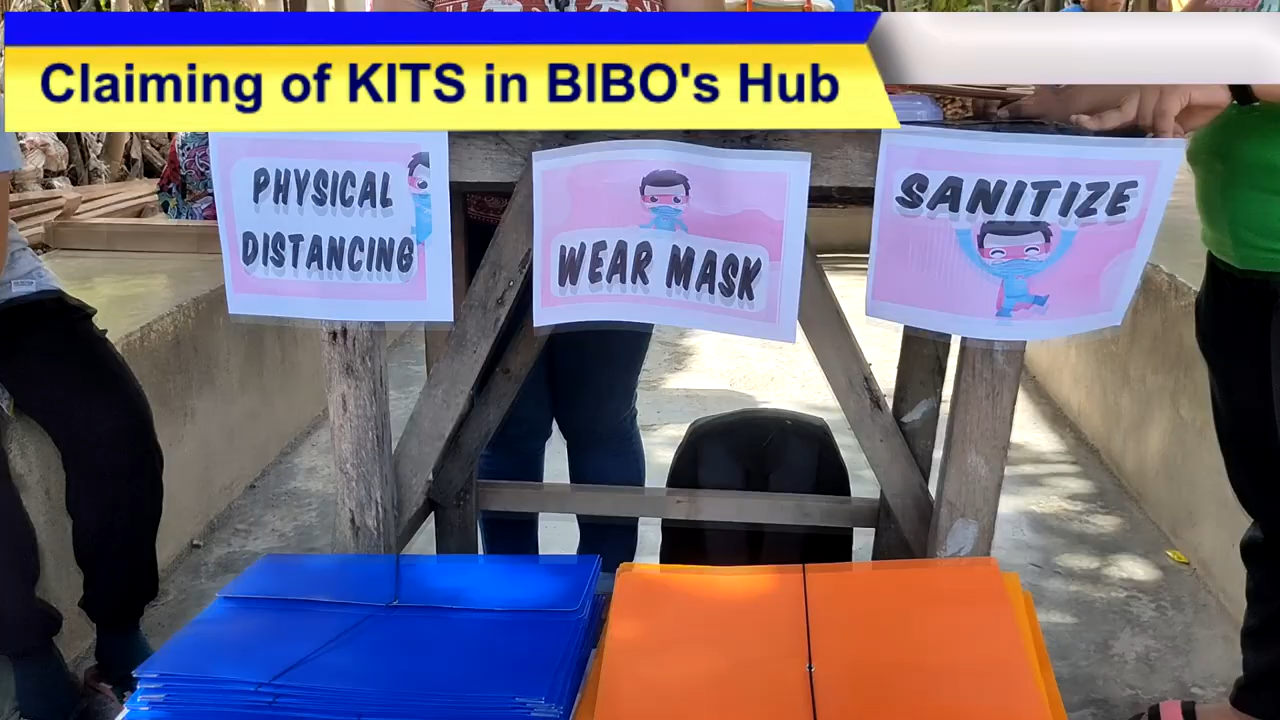 Claiming of KITS in BIBO's Hub
PHYSICAL
DISTANCING
WEAR MASK
SANITIZE